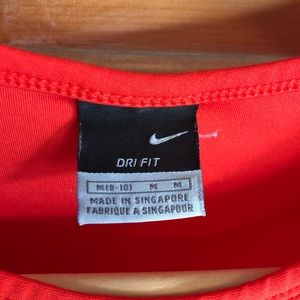 DRI FIT
M(8-10) M M
MADE IN SINGAPORE
FABRIQUE A SINGAPOUR